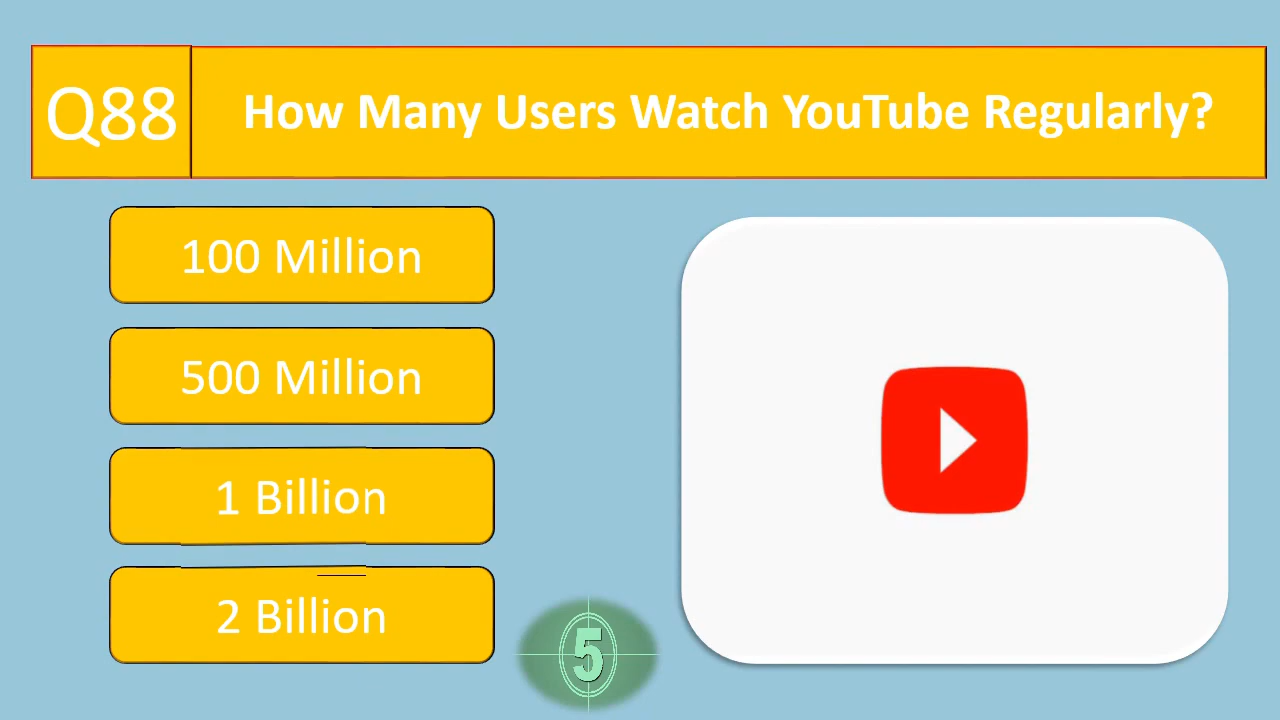 Q88
How Many Users Watch YouTube Regularly?
100 Million
500 Million
1 Billion
2 Billion
5